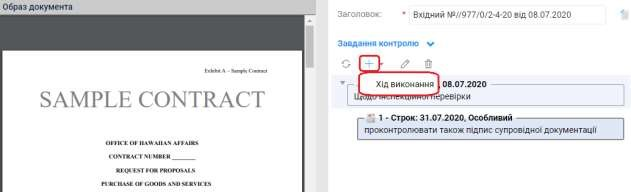 Образ документа
Exhibit A – Sample Contract
SAMPLE CONTRACT
OFFICE OF HAWAIIAN AFFAIRS
CONTRACT NUMBER ________
REQUEST FOR PROPOSALS
PURCHASE OF GOODS AND SERVICES
Заголовок: * Вхідний №//977/0/2-4-20 від 08.07.2020
Завдання контролю
Хід виконання 08.07.2020
Щодо інспекційної перевірки
1 - Строк: 31.07.2020, Особливий
проконтролювати також підпис супровідної документації